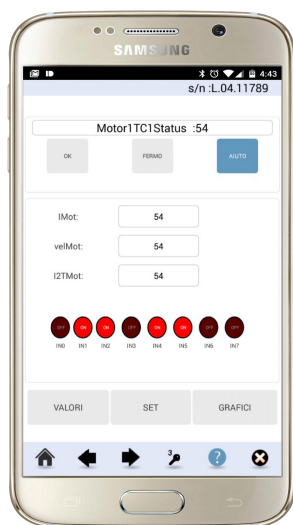 SAMSUNG
4:43
s/n :L.04.11789
Motor1TC1Status :54
OK FERMO AIUTO
IMot: 54
velMot: 54
I2TMot: 54
OFF ON ON OFF ON ON OFF OFF
IN0 IN1 IN2 IN3 IN4 IN5 IN6 IN7
VALORI SET GRAFICI
3 ?